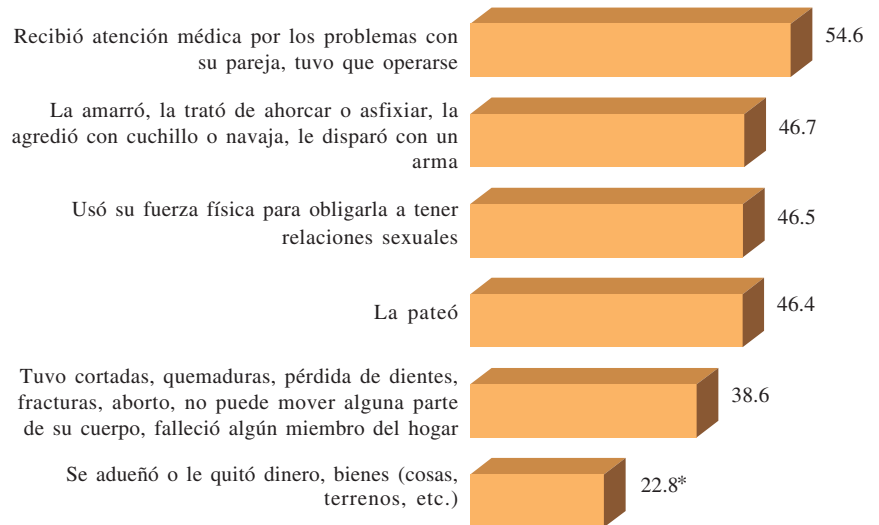 Recibió atención médica por los problemas con
su pareja, tuvo que operarse
54.6
La amarró, la trató de ahorcar o asfixiar, la
agredió con cuchillo o navaja, le disparó con un
arma
46.7
Usó su fuerza física para obligarla a tener
relaciones sexuales
46.5
La pateó
46.4
Tuvo cortadas, quemaduras, pérdida de dientes,
fracturas, aborto, no puede mover alguna parte
de su cuerpo, falleció algún miembro del hogar
38.6
Se adueñó o le quitó dinero, bienes (cosas,
terrenos, etc.)
22.8*